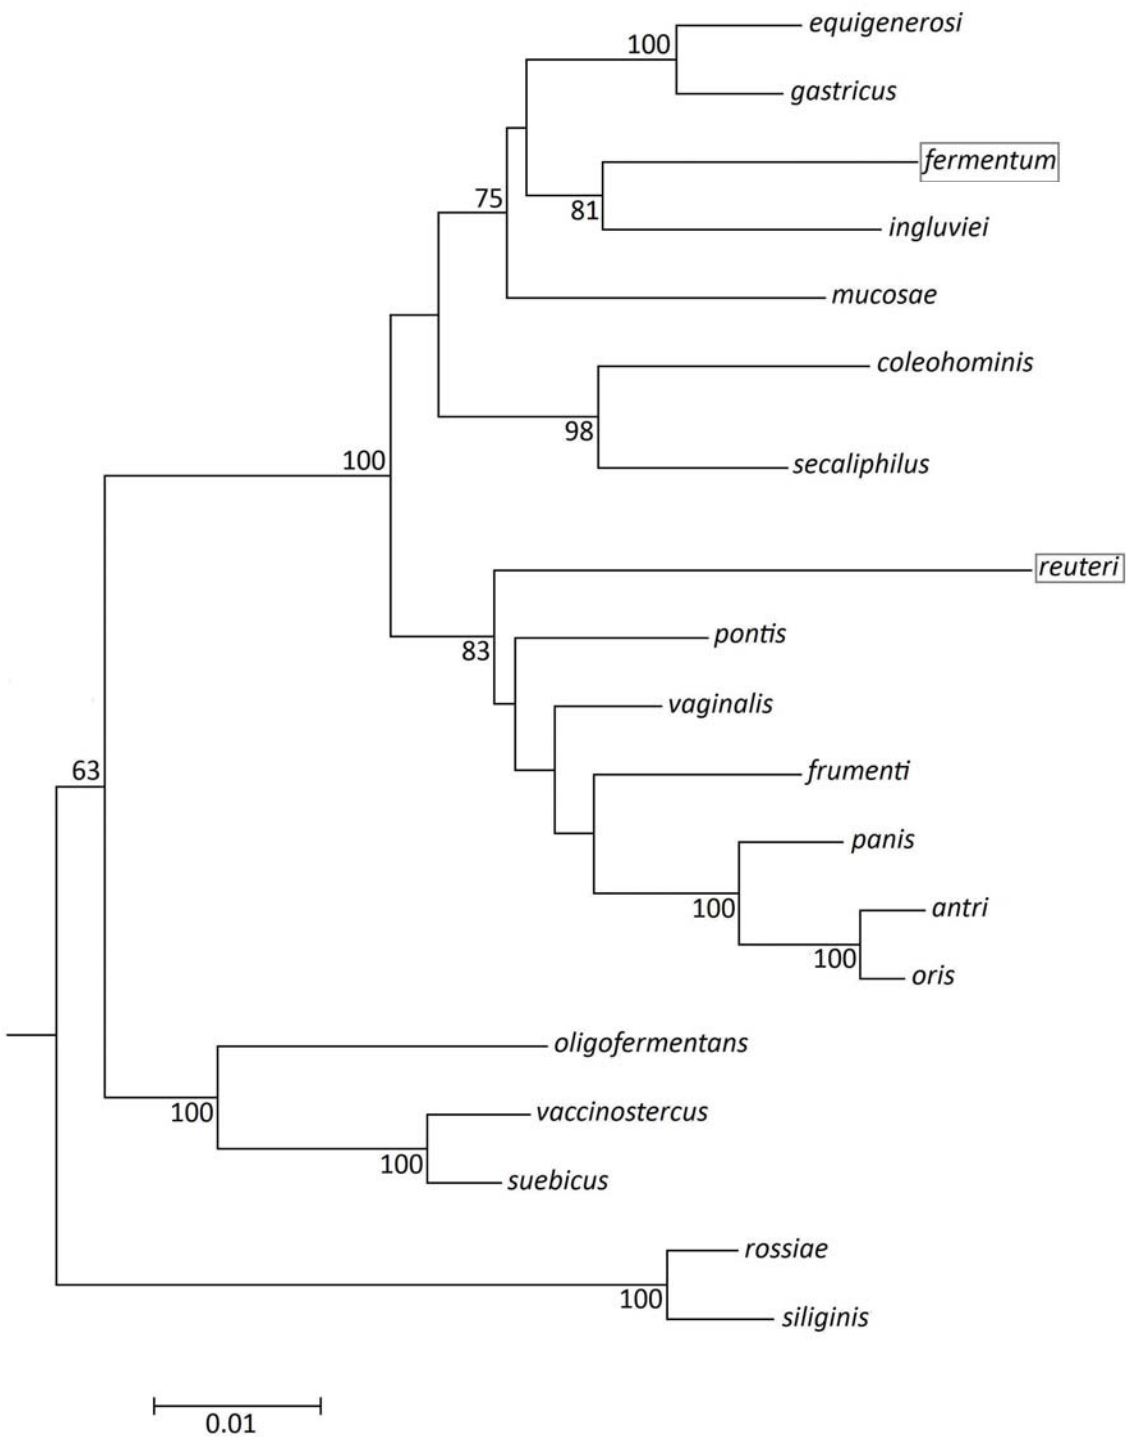 equigenerosi
100
gastricus
fermentum
75
81
ingluviei
mucosae
coleohominis
98
100
secaliphilus
reuteri
pontis
83
vaginalis
63
frumenti
panis
100
antri
100
oris
oligofermentans
100
vaccinostercus
100
suebicus
rossiae
100
siliginis
0.01